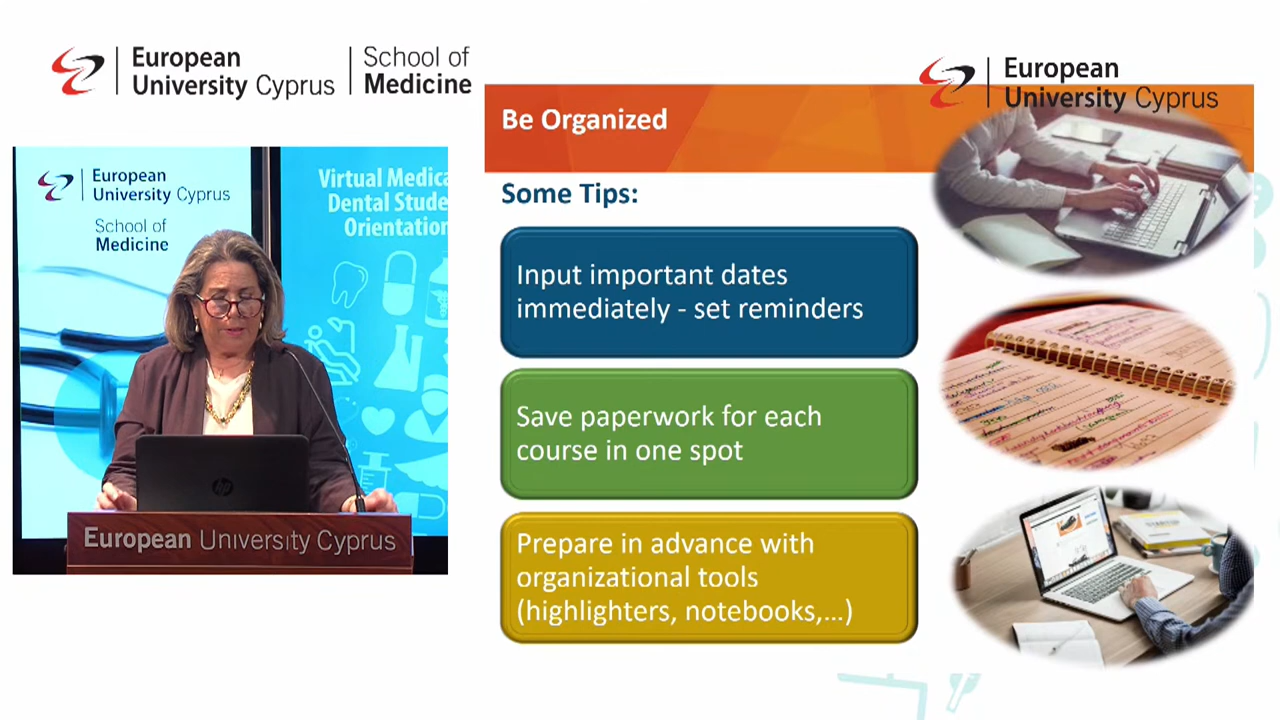 European
University Cyprus
School of
Medicine
European
University Cyprus
Be Organized
Some Tips:
Input important dates
immediately - set reminders
Save paperwork for each
course in one spot
Prepare in advance with
organizational tools
(highlighters, notebooks,...)
European
University Cyprus
School of
Medicine
Virtual Medica
Dental Stude
Orientation
hp
European University Cyprus